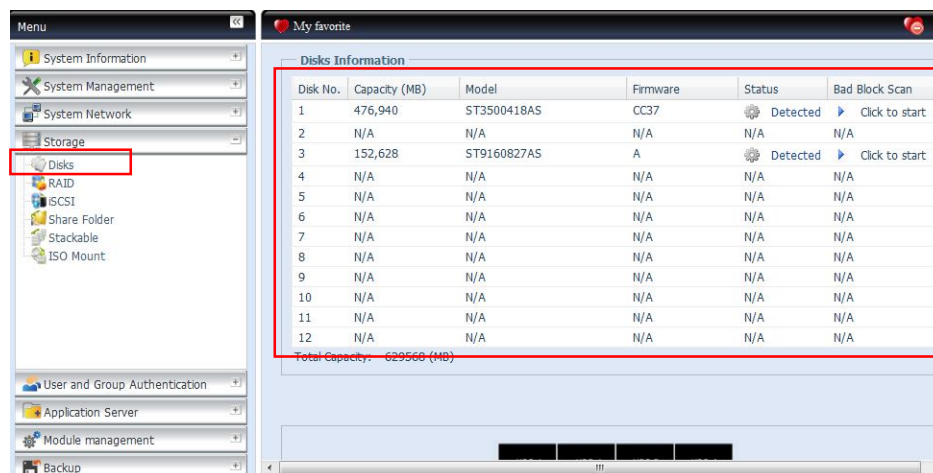 Menu
My favorite
System Information
System Management
System Network
Storage
Disks
RAID
iSCSI
Share Folder
Stackable
ISO Mount
User and Group Authentication
Application Server
Module management
Backup
Disks Information
Disk No. Capacity (MB) Model Firmware Status Bad Block Scan
1 476,940 ST3500418AS CC37 Detected Click to start
2 N/A N/A N/A N/A N/A
3 152,628 ST9160827AS A Detected Click to start
4 N/A N/A N/A N/A N/A
5 N/A N/A N/A N/A N/A
6 N/A N/A N/A N/A N/A
7 N/A N/A N/A N/A N/A
8 N/A N/A N/A N/A N/A
9 N/A N/A N/A N/A N/A
10 N/A N/A N/A N/A N/A
11 N/A N/A N/A N/A N/A
12 N/A N/A N/A N/A N/A
Total Capacity: 629568 (MB)